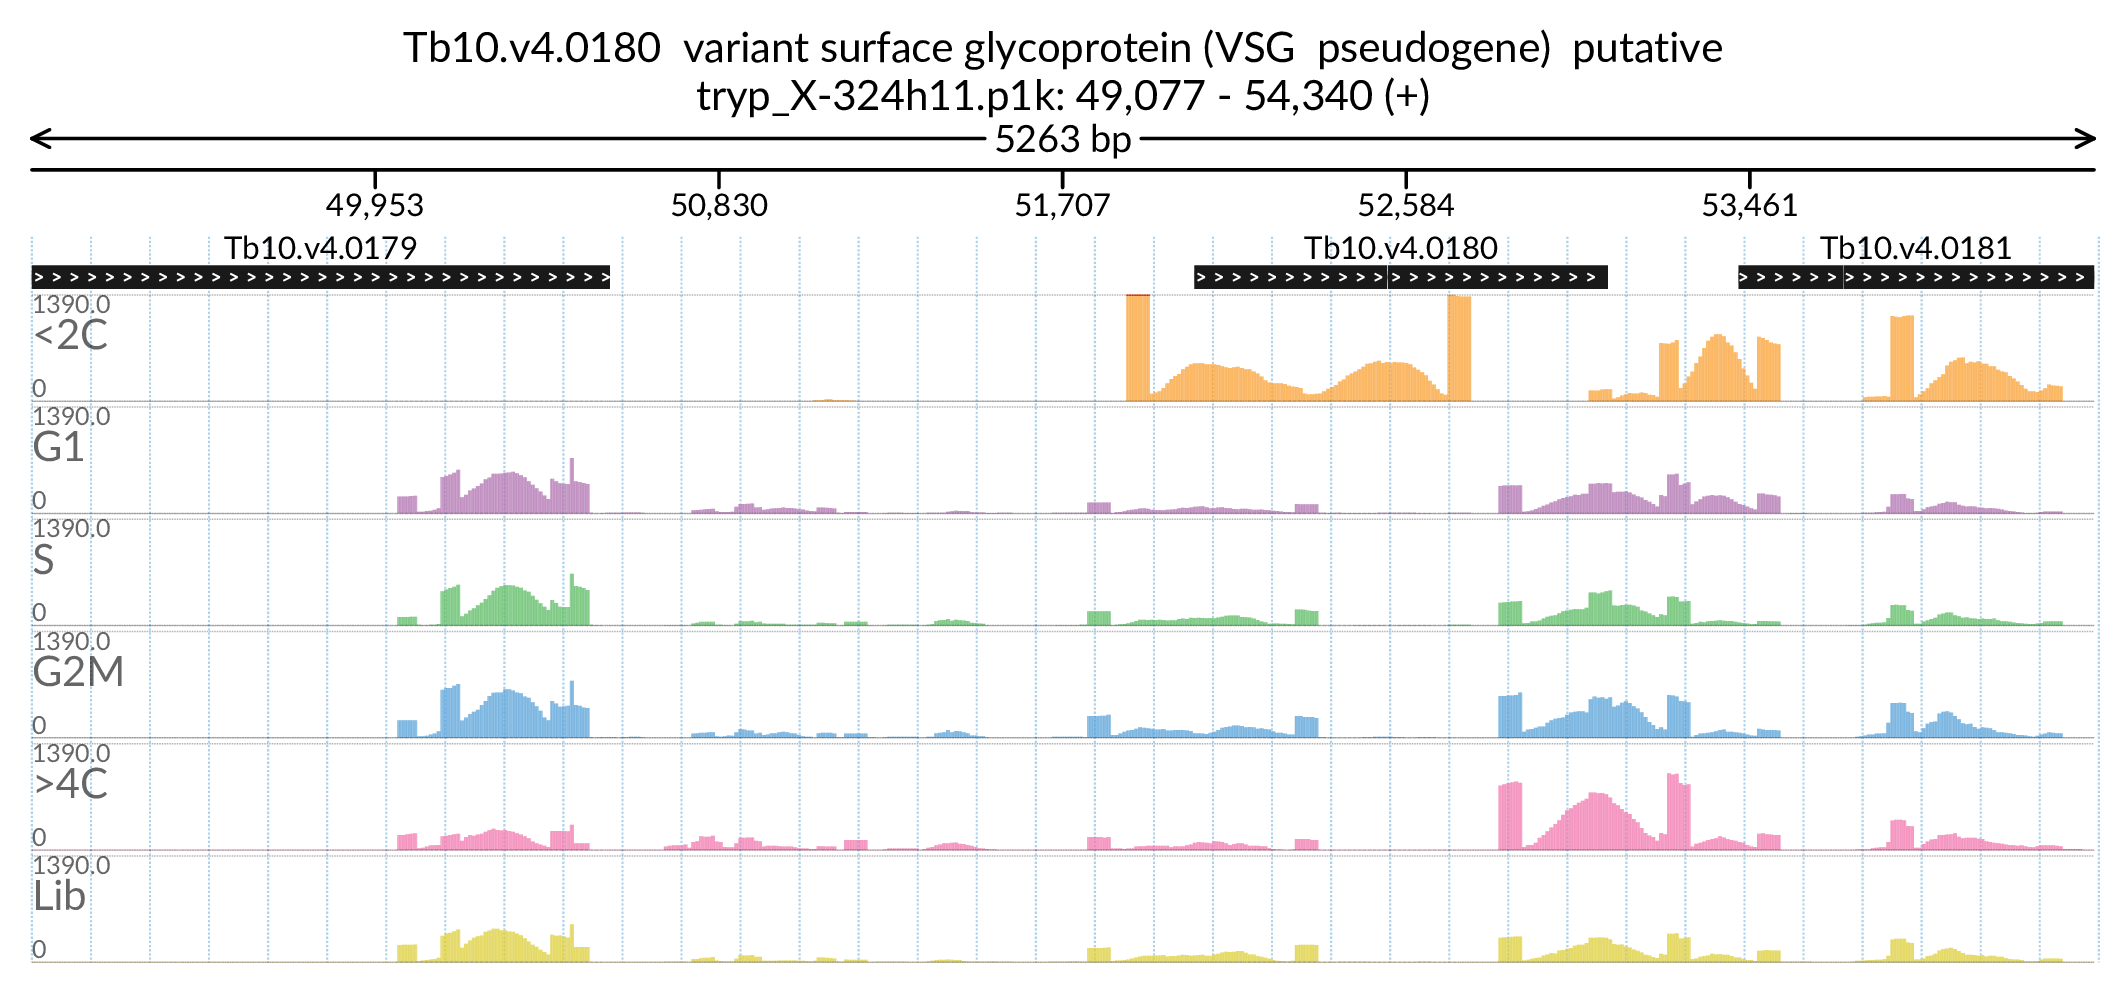 Tb10.v4.0180  variant surface glycoprotein (VSG  pseudogene)  putative
tryp_X-324h11.p1k: 49,077 - 54,340 (+)
5263 bp
49,953 50,830 51,707 52,584 53,461
Tb10.v4.0179 Tb10.v4.0180 Tb10.v4.0181
1390.0
<2C
0
1390.0
G1
0
1390.0
S
0
1390.0
G2M
0
1390.0
>4C
0
1390.0
Lib
0